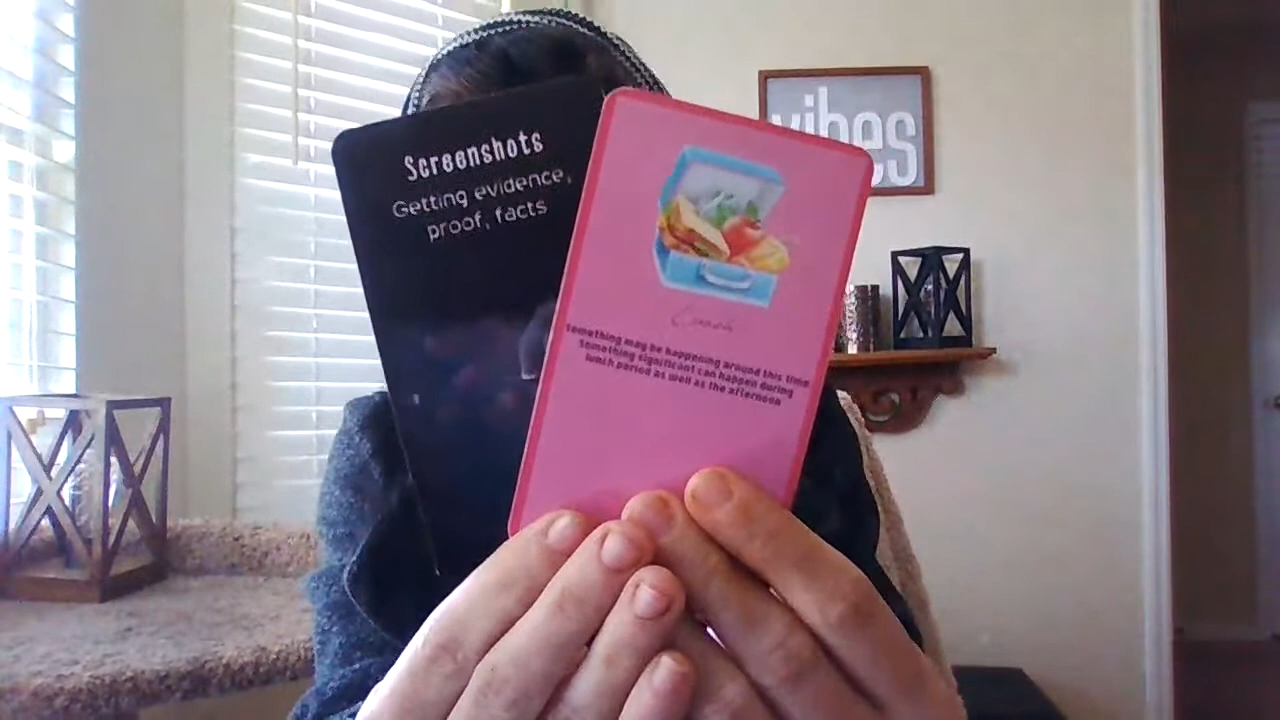 Screenshots
Getting evidence,
proof, facts
vibes
Something may be happening around this time
Something significant can happen during
lunch period as well as the afternoon